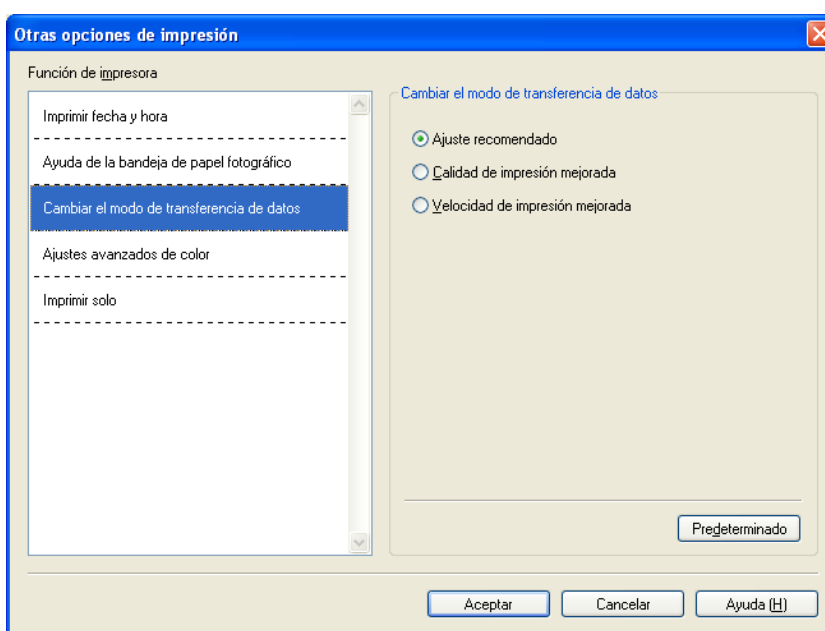 Otras opciones de impresión
Función de impresora
Imprimir fecha y hora
Ayuda de la bandeja de papel fotográfico
Cambiar el modo de transferencia de datos
Ajustes avanzados de color
Imprimir solo
Cambiar el modo de transferencia de datos
Ajuste recomendado
Calidad de impresión mejorada
Velocidad de impresión mejorada
Predeterminado
Aceptar
Cancelar
Ayuda (H)